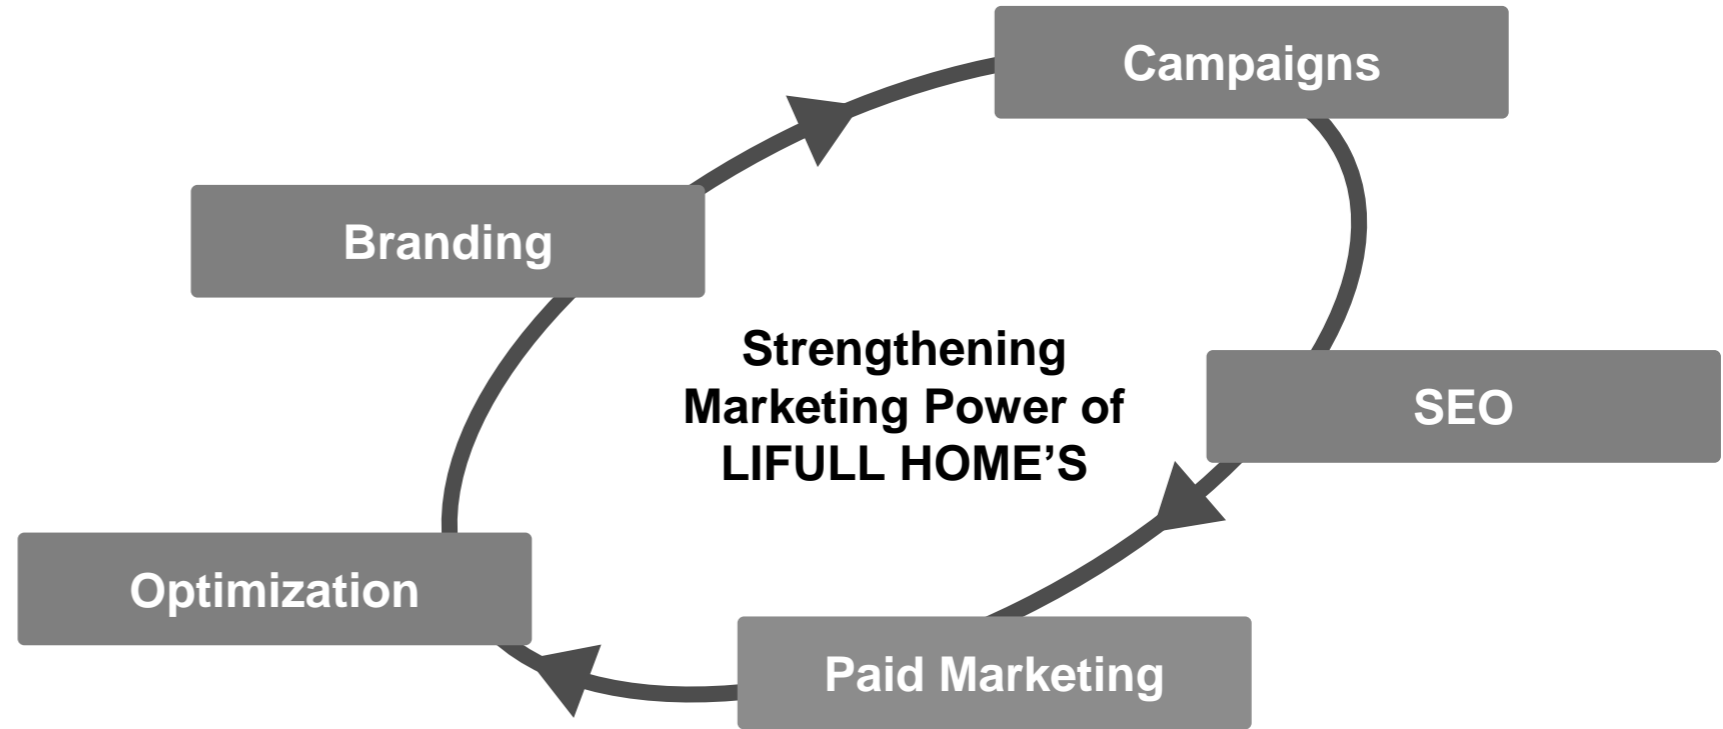 Campaigns
Branding
Strengthening
Marketing Power of
LIFULL HOME’S
SEO
Optimization
Paid Marketing